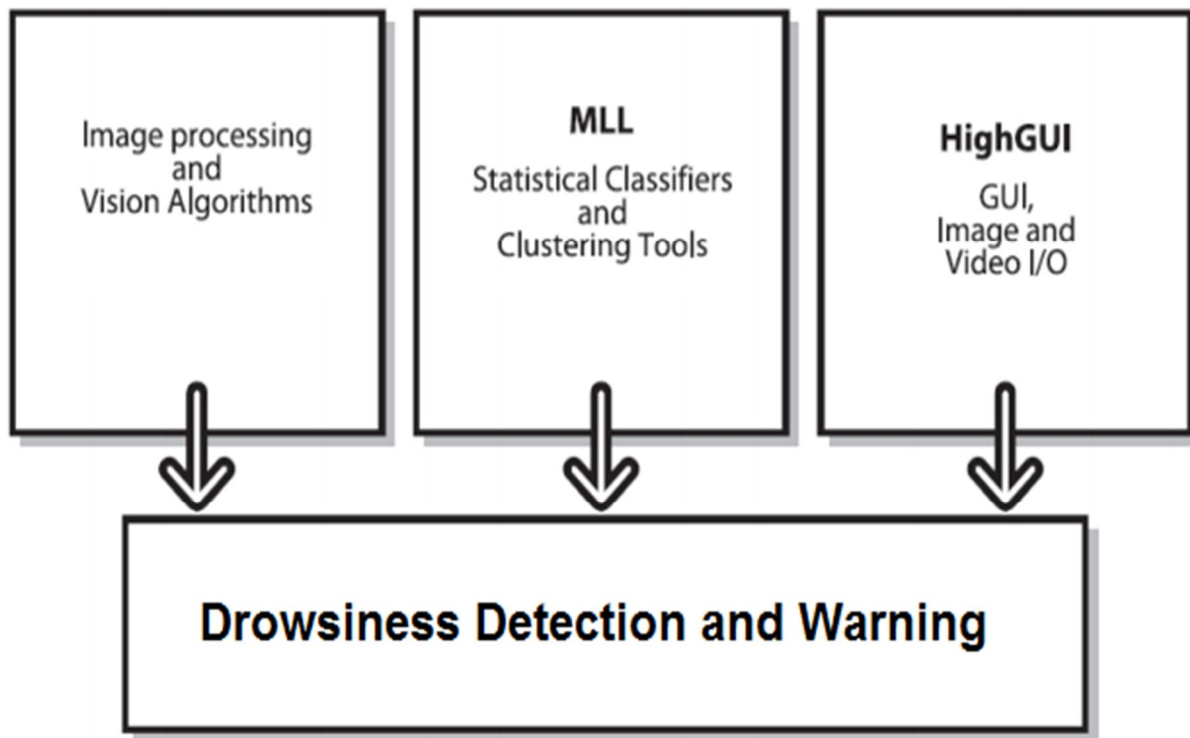 Image processing
and
Vision Algorithms
MLL
Statistical Classifiers
and
Clustering Tools
HighGUI
GUI,
Image and
Video I/O
Drowsiness Detection and Warning